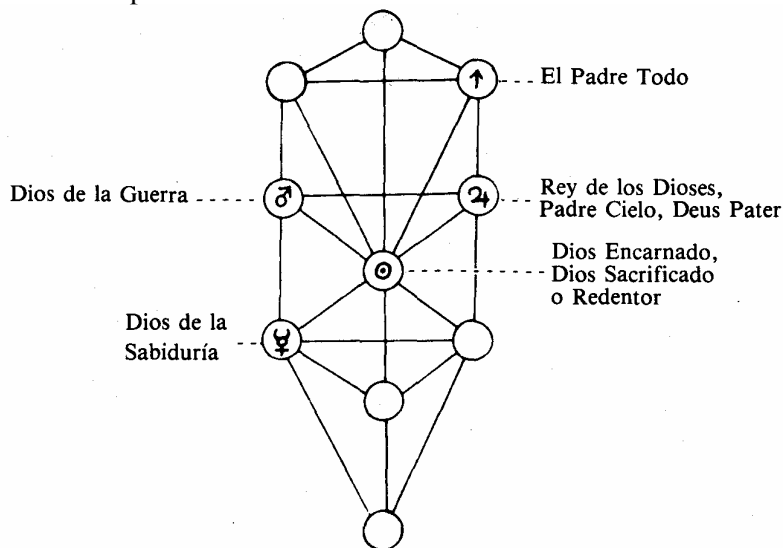 El Padre Todo
Dios de la Guerra
Rey de los Dioses,
Padre Cielo, Deus Pater
Dios Encarnado,
Dios Sacrificado
o Redentor
Dios de la
Sabiduría